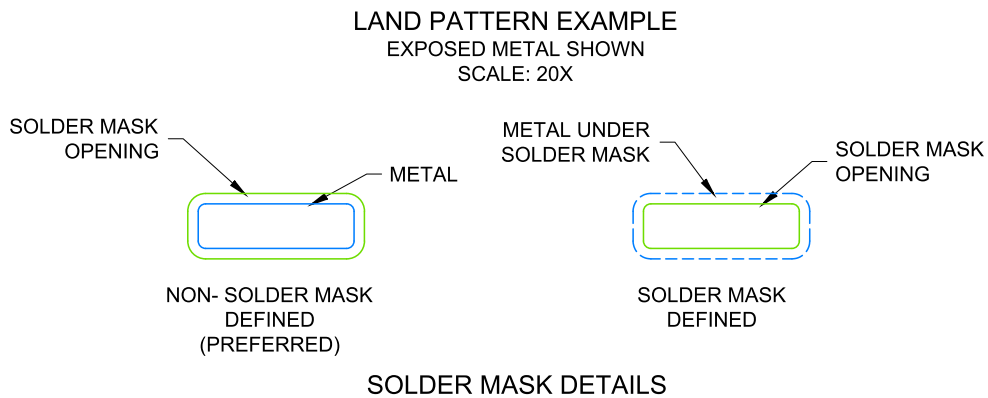 LAND PATTERN EXAMPLE
EXPOSED METAL SHOWN
SCALE: 20X
SOLDER MASK
OPENING
METAL
METAL UNDER
SOLDER MASK
SOLDER MASK
OPENING
NON- SOLDER MASK
DEFINED
(PREFERRED)
SOLDER MASK
DEFINED
SOLDER MASK DETAILS